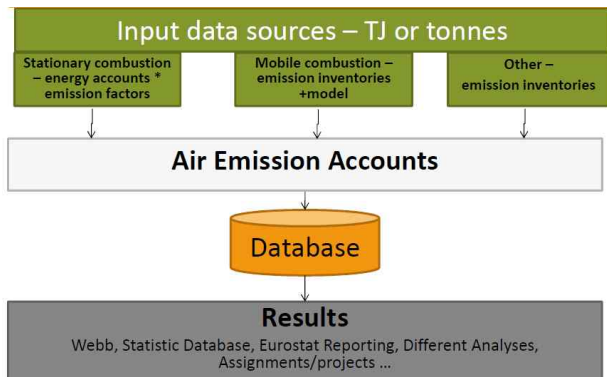 Input data sources – TJ or tonnes
Stationary combustion
– energy accounts *
emission factors
Mobile combustion –
emission inventories
+model
Other –
emission inventories
Air Emission Accounts
Database
Results
Webb, Statistic Database, Eurostat Reporting, Different Analyses,
Assignments/projects ...